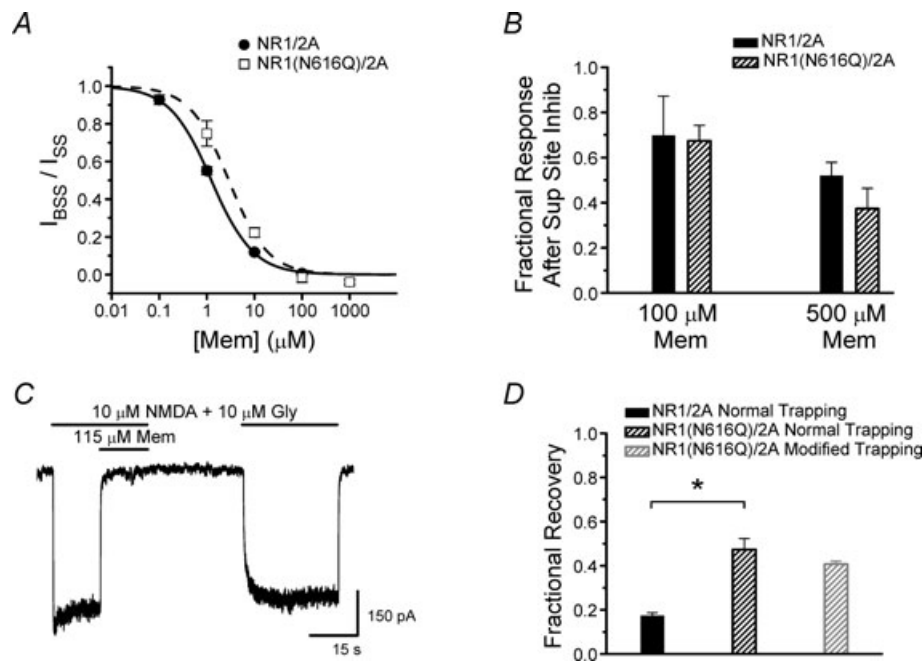 A
NR1/2A
NR1(N616Q)/2A
I_BSS / I_SS
1.0
0.8
0.6
0.4
0.2
0.0
0.01 0.1 1 10 100 1000
[Mem] (μM)
B
NR1/2A
NR1(N616Q)/2A
Fractional Response
After Sup Site Inhib
1.0
0.8
0.6
0.4
0.2
0.0
100 μM
Mem
500 μM
Mem
C
10 μM NMDA + 10 μM Gly
115 μM Mem
150 pA
15 s
D
NR1/2A Normal Trapping
NR1(N616Q)/2A Normal Trapping
NR1(N616Q)/2A Modified Trapping
Fractional Recovery
1.0
0.8
0.6
0.4
0.2
0.0
*